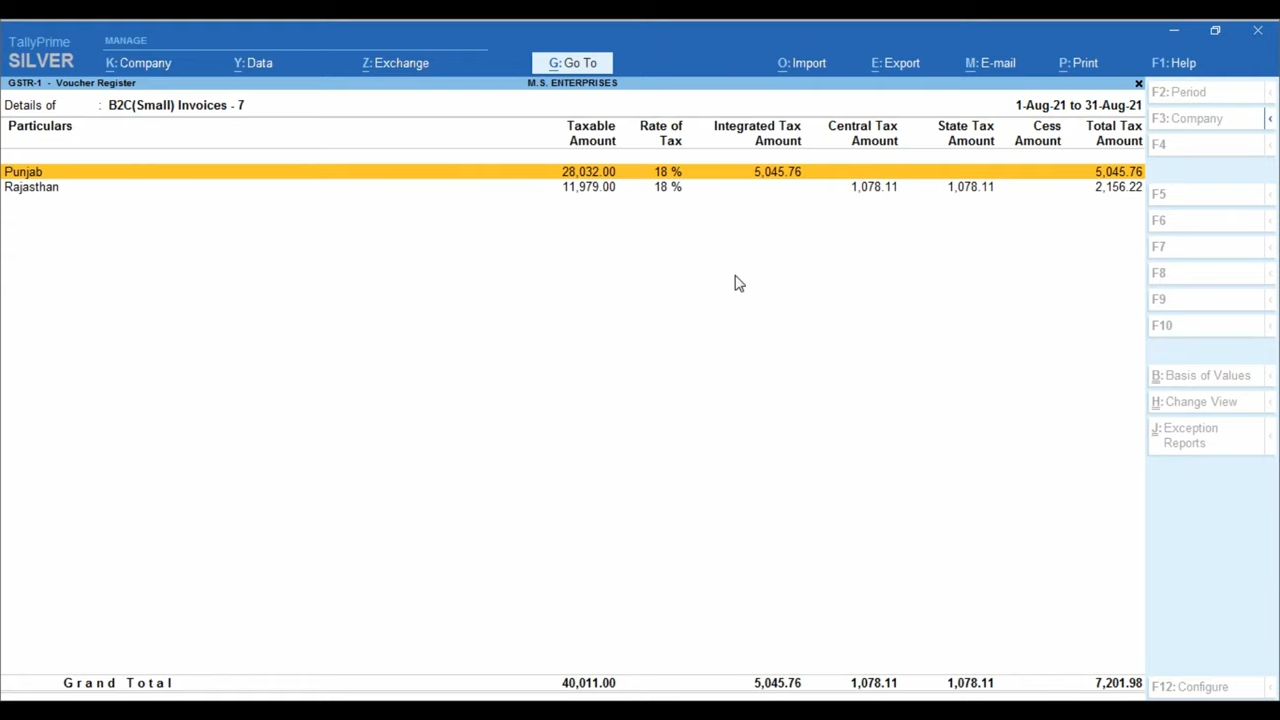 TallyPrime
SILVER
MANAGE
K: Company Y: Data Z: Exchange G: Go To O: Import E: Export M: E-mail P: Print F1: Help
GSTR-1 - Voucher Register M.S. ENTERPRISES ×
Details of : B2C(Small) Invoices - 7 1-Aug-21 to 31-Aug-21
Particulars Taxable Rate of Integrated Tax Central Tax State Tax Cess Total Tax
Amount Tax Amount Amount Amount Amount Amount
Punjab 28,032.00 18 % 5,045.76 5,045.76
Rajasthan 11,979.00 18 % 1,078.11 1,078.11 2,156.22
Grand Total 40,011.00 5,045.76 1,078.11 1,078.11 7,201.98
F2: Period
F3: Company
F4
F5
F6
F7
F8
F9
F10
B: Basis of Values
H: Change View
J: Exception
Reports
F12: Configure